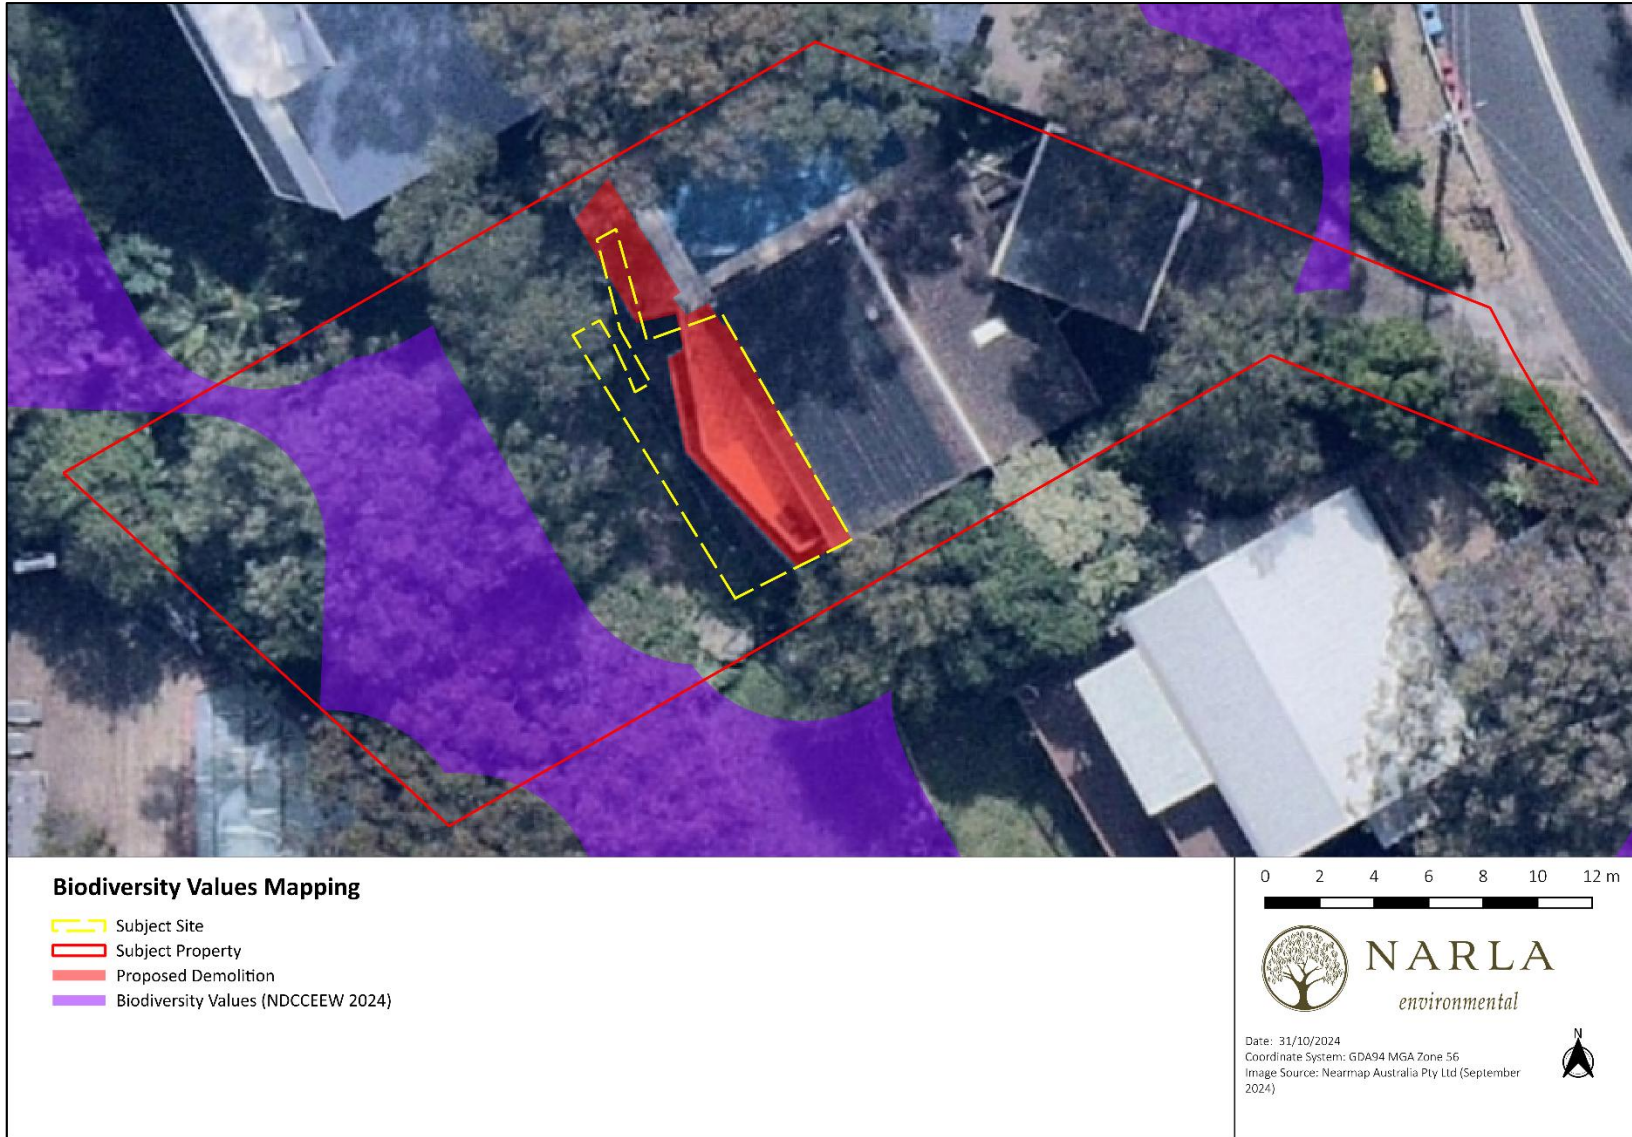 Biodiversity Values Mapping
Subject Site
Subject Property
Proposed Demolition
Biodiversity Values (NDCCEEW 2024)
0 2 4 6 8 10 12 m
NARLA
environmental
N
Date: 31/10/2024
Coordinate System: GDA94 MGA Zone 56
Image Source: Nearmap Australia Pty Ltd (September
2024)